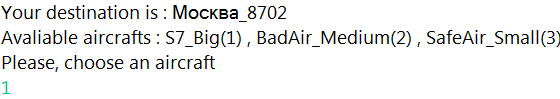 Your destination is : Москва_8702
Avaliable aircrafts : S7_Big(1) , BadAir_Medium(2) , SafeAir_Small(3)
Please, choose an aircraft
1